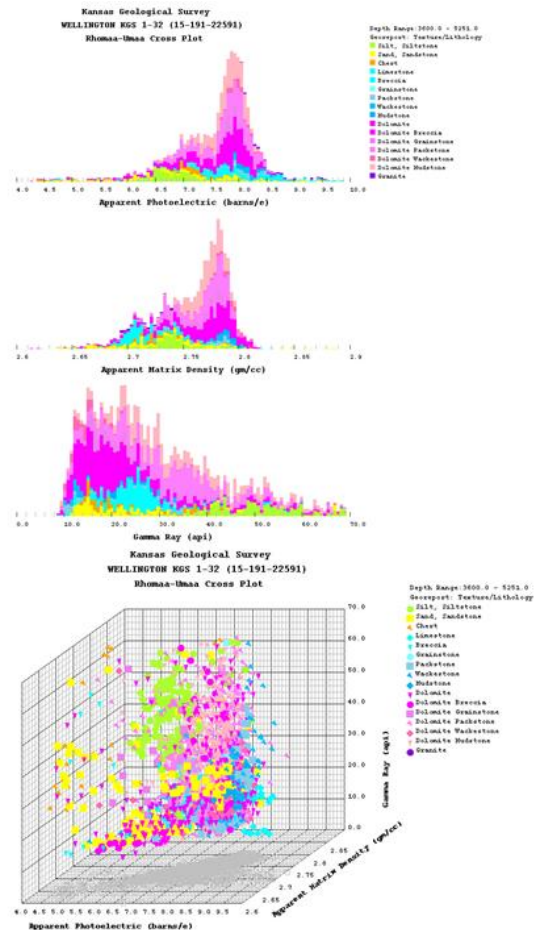 Kansas Geological Survey
WELLINGTON KGS 1-32 (15-191-22591)
Rhomaa-Umaa Cross Plot
Depth Range:3600.0 - 5251.0
Georeport: Texture/Lithology
Silt, Siltstone
Sand, Sandstone
Chert
Limestone
Breccia
Grainstone
Packstone
Wackestone
Mudstone
Dolomite
Dolomite Breccia
Dolomite Grainstone
Dolomite Packstone
Dolomite Wackestone
Dolomite Mudstone
Granite
4.0 4.5 5.0 5.5 6.0 6.5 7.0 7.5 8.0 8.5 9.0 9.5 10.0
Apparent Photoelectric (barns/e)
2.6 2.65 2.7 2.75 2.8 2.85 2.9
Apparent Matrix Density (gm/cc)
0.0 10.0 20.0 30.0 40.0 50.0 60.0 70.0
Gamma Ray (api)
Kansas Geological Survey
WELLINGTON KGS 1-32 (15-191-22591)
Rhomaa-Umaa Cross Plot
Depth Range:3600.0 - 5251.0
Georeport: Texture/Lithology
Silt, Siltstone
Sand, Sandstone
Chert
Limestone
Breccia
Grainstone
Packstone
Wackestone
Mudstone
Dolomite
Dolomite Breccia
Dolomite Grainstone
Dolomite Packstone
Dolomite Wackestone
Dolomite Mudstone
Granite
70.0
60.0
50.0
40.0
30.0
20.0
10.0
0.0
Gamma Ray (api)
2.65
2.8
2.9
2.65
Apparent Matrix Density (gm/cc)
4.0 4.5 5.0 5.5 6.0 6.5 7.0 7.5 8.0 8.5 9.0 9.5
Apparent Photoelectric (barns/e)